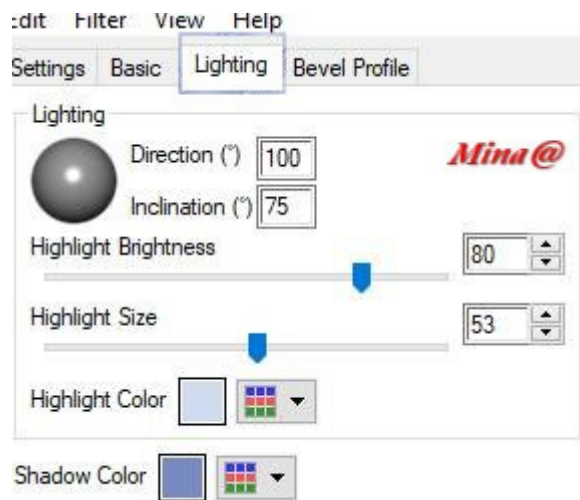 Edit Filter View Help
Settings Basic Lighting Bevel Profile
Lighting
Direction (°) 100
Mina@
Inclination (°) 75
Highlight Brightness
80
Highlight Size
53
Highlight Color
Shadow Color